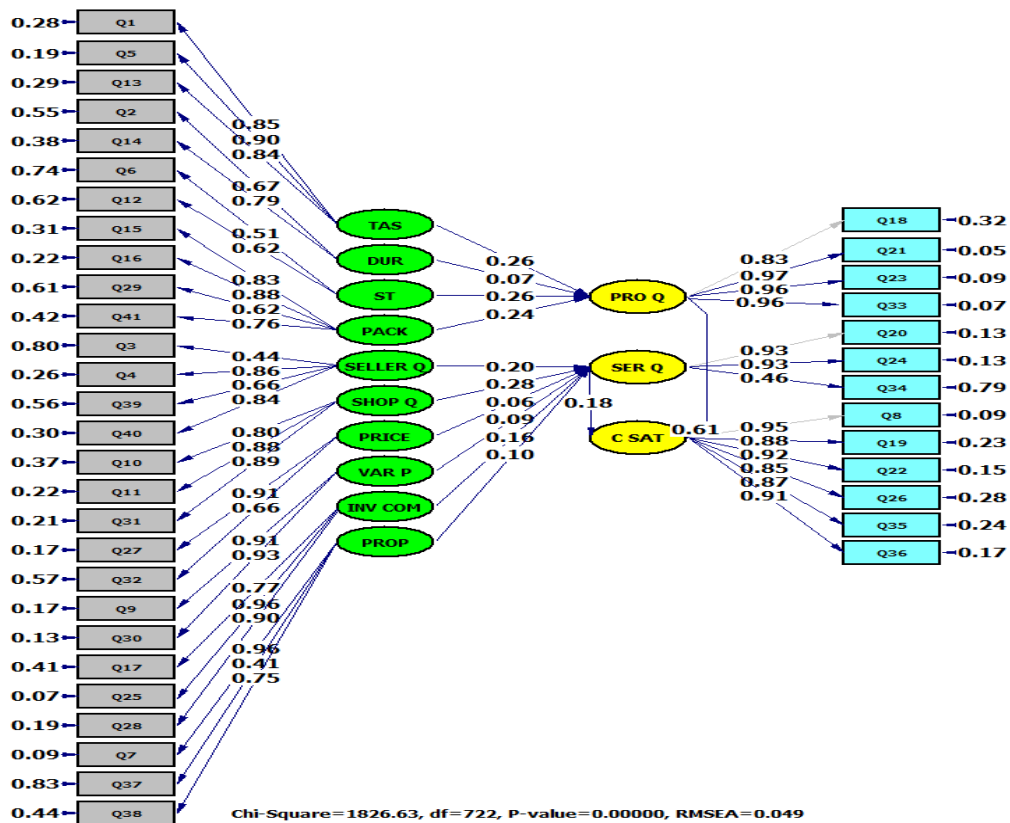 0.28 Q1
0.19 Q5
0.29 Q13
0.55 Q2
0.38 Q14
0.74 Q6
0.62 Q12
0.31 Q15
0.22 Q16
0.61 Q29
0.42 Q41
0.80 Q3
0.26 Q4
0.56 Q39
0.30 Q40
0.37 Q10
0.22 Q11
0.21 Q31
0.17 Q27
0.57 Q32
0.17 Q9
0.13 Q30
0.41 Q17
0.07 Q25
0.19 Q28
0.09 Q7
0.83 Q37
0.44 Q38
0.85
0.90
0.84
0.67
0.79
0.51
0.62
0.83
0.88
0.62
0.76
0.44
0.86
0.66
0.84
0.80
0.88
0.89
0.91
0.66
0.91
0.93
0.77
0.96
0.90
0.96
0.41
0.75
TAS
DUR
ST
PACK
SELLER Q
SHOP Q
PRICE
VAR P
INV COM
PROP
0.26
0.07
0.26
0.24
0.20
0.28
0.06
0.09
0.16
0.10
PRO Q
SER Q
C SAT
0.18
0.61
0.83
0.97
0.96
0.96
0.93
0.93
0.46
0.95
0.88
0.92
0.85
0.87
0.91
Q18 0.32
Q21 0.05
Q23 0.09
Q33 0.07
Q20 0.13
Q24 0.13
Q34 0.79
Q8 0.09
Q19 0.23
Q22 0.15
Q26 0.28
Q35 0.24
Q36 0.17
Chi-Square=1826.63, df=722, P-value=0.00000, RMSEA=0.049